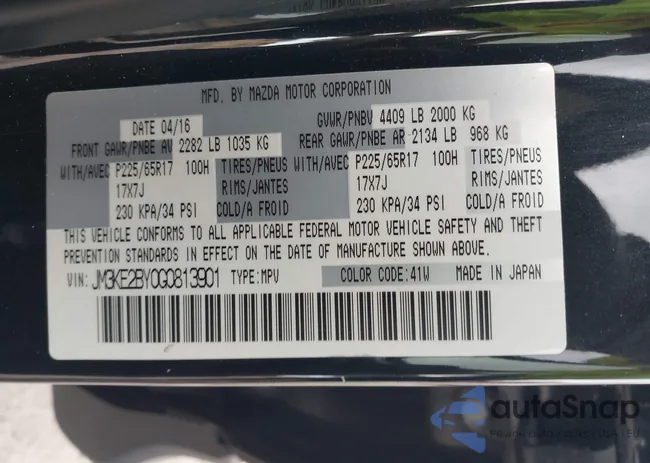 MFD. BY MAZDA MOTOR CORPORATION
DATE 04/16 GVWR/PNBV 4409 LB 2000 KG
FRONT GAWR/PNBE AV 2282 LB 1035 KG REAR GAWR/PNBE AR 2134 LB 968 KG
WITH/AVEC P225/65R17 100H TIRES/PNEUS WITH/AVEC P225/65R17 100H TIRES/PNEUS
17X7J RIMS/JANTES 17X7J RIMS/JANTES
230 KPA/34 PSI COLD/A FROID 230 KPA/34 PSI COLD/A FROID
THIS VEHICLE CONFORMS TO ALL APPLICABLE FEDERAL MOTOR VEHICLE SAFETY AND THEFT
PREVENTION STANDARDS IN EFFECT ON THE DATE OF MANUFACTURE SHOWN ABOVE.
VIN: JM3KE2BY0G0813901 TYPE:MPV COLOR CODE:41W MADE IN JAPAN
autaSnap